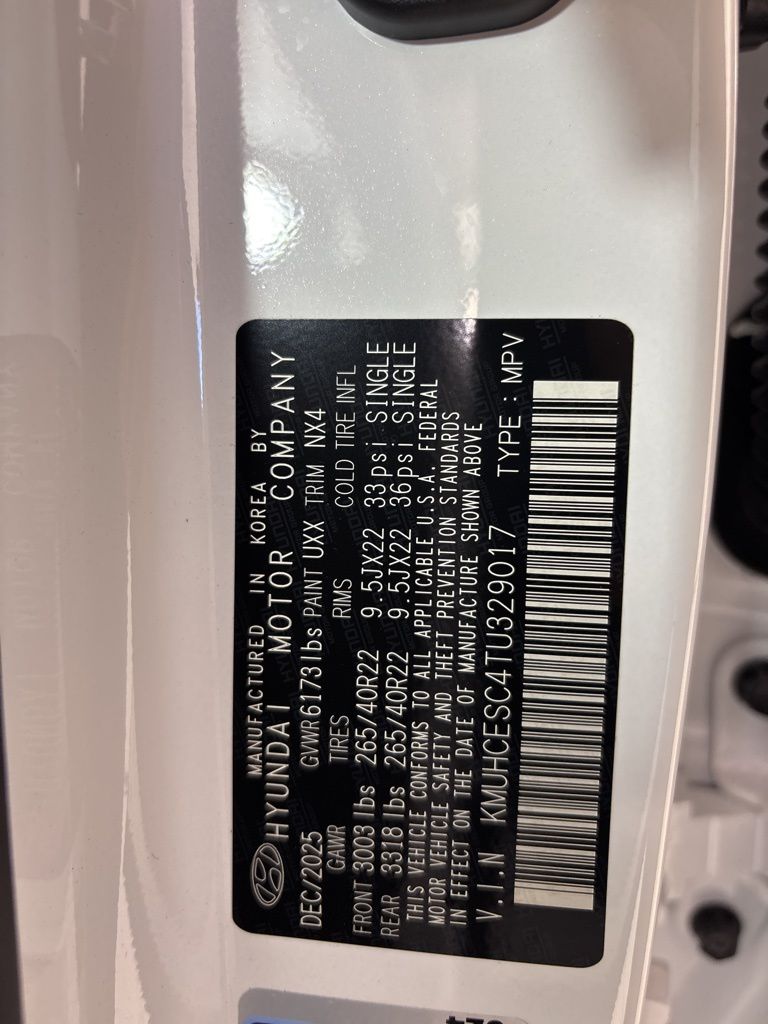 MANUFACTURED IN KOREA BY
HYUNDAI MOTOR COMPANY
DEC/2025 GVWR 6173 lbs PAINT UXX TRIM NX4
GAWR TIRES RIMS COLD TIRE INFL
FRONT 3003 lbs 265/40R22 9.5JX22 33psi SINGLE
REAR 3318 lbs 265/40R22 9.5JX22 36psi SINGLE
THIS VEHICLE CONFORMS TO ALL APPLICABLE U.S.A. FEDERAL
MOTOR VEHICLE SAFETY AND THEFT PREVENTION STANDARDS
IN EFFECT ON THE DATE OF MANUFACTURE SHOWN ABOVE
V.I.N KMUHCESC4TU329017 TYPE : MPV